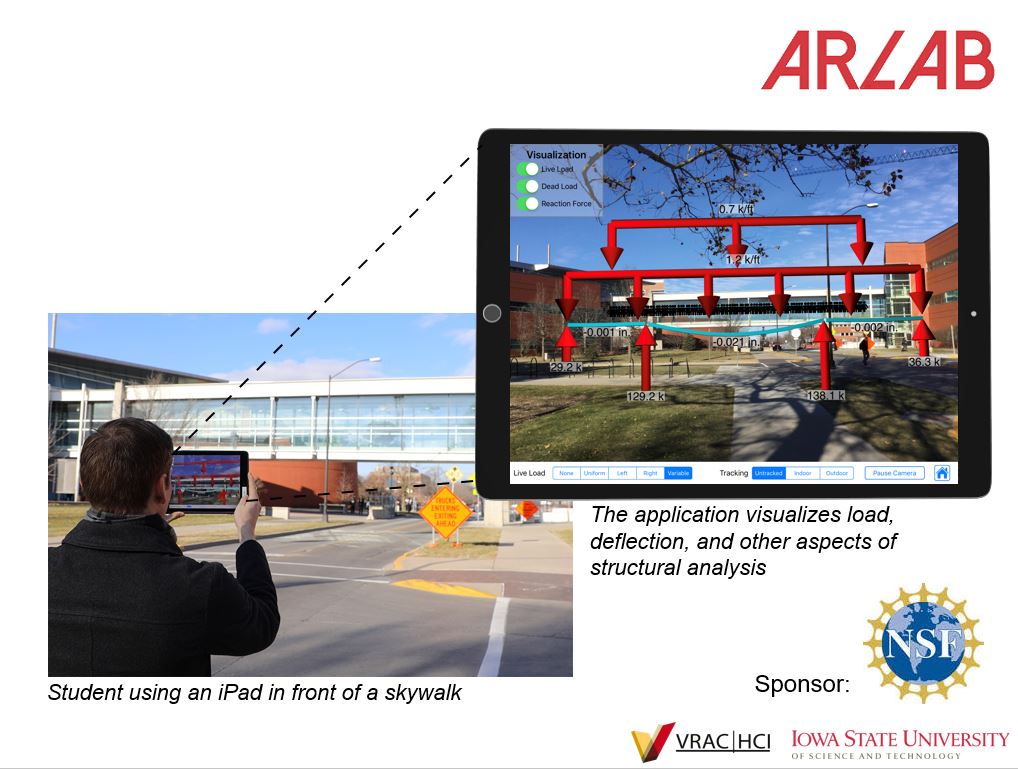 ARLAB
Visualization
Live Load
Dead Load
Reaction Force
0.7 k/ft
1.2 k/ft
-0.001 in.
-0.021 in.
-0.002 in.
29.2 k
129.2 k
138.1 k
36.3 k
Live Load None Uniform Left Right Variable Tracking Untracked Indoor Outdoor Pause Camera
TRUCKS
ENTERING
EXITING
AHEAD
The application visualizes load,
deflection, and other aspects of
structural analysis
Student using an iPad in front of a skywalk
Sponsor:
NSF
VRAC|HCI
IOWA STATE UNIVERSITY
OF SCIENCE AND TECHNOLOGY